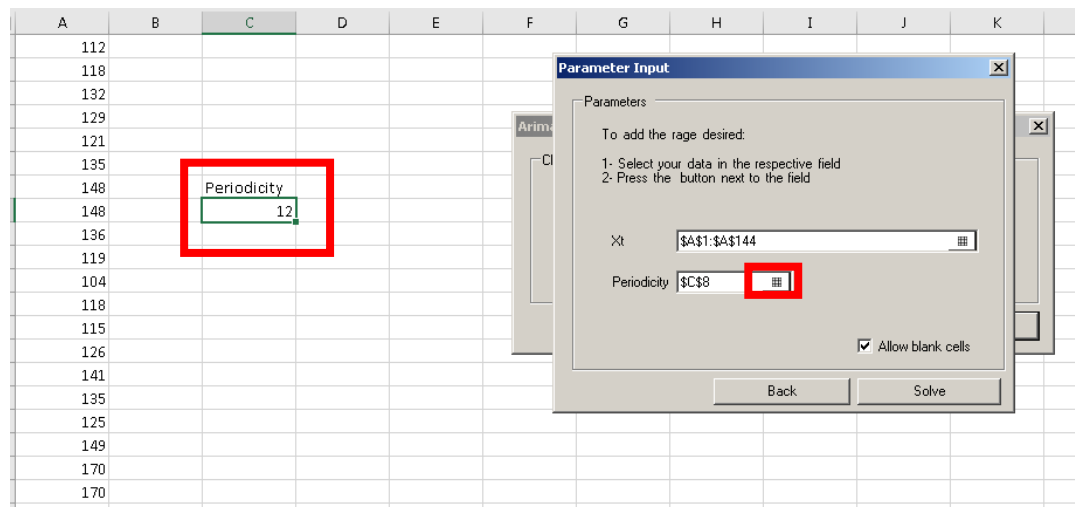 A B C D E F G H I J K
112
118
132
129
121
135
148 Periodicity
148 12
136
119
104
118
115
126
141
135
125
149
170
170
Arima
Cl
Parameter Input
Parameters
To add the rage desired:
1- Select your data in the respective field
2- Press the button next to the field
Xt $A$1:$A$144
Periodicity $C$8
Allow blank cells
Back Solve